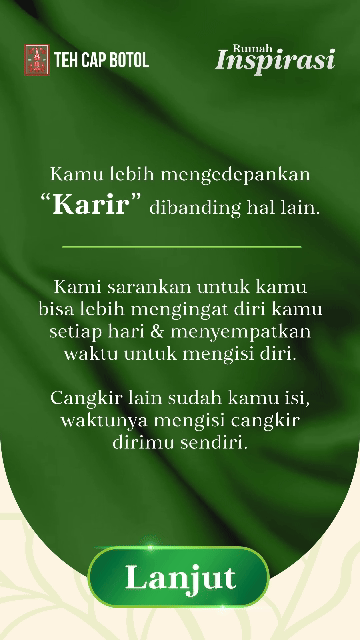 TEH CAP BOTOL
Rumah
Inspirasi
Kamu lebih mengedepankan
“Karir” dibanding hal lain.
Kami sarankan untuk kamu
bisa lebih mengingat diri kamu
setiap hari & menyempatkan
waktu untuk mengisi diri.
Cangkir lain sudah kamu isi,
waktunya mengisi cangkir
dirimu sendiri.
Lanjut